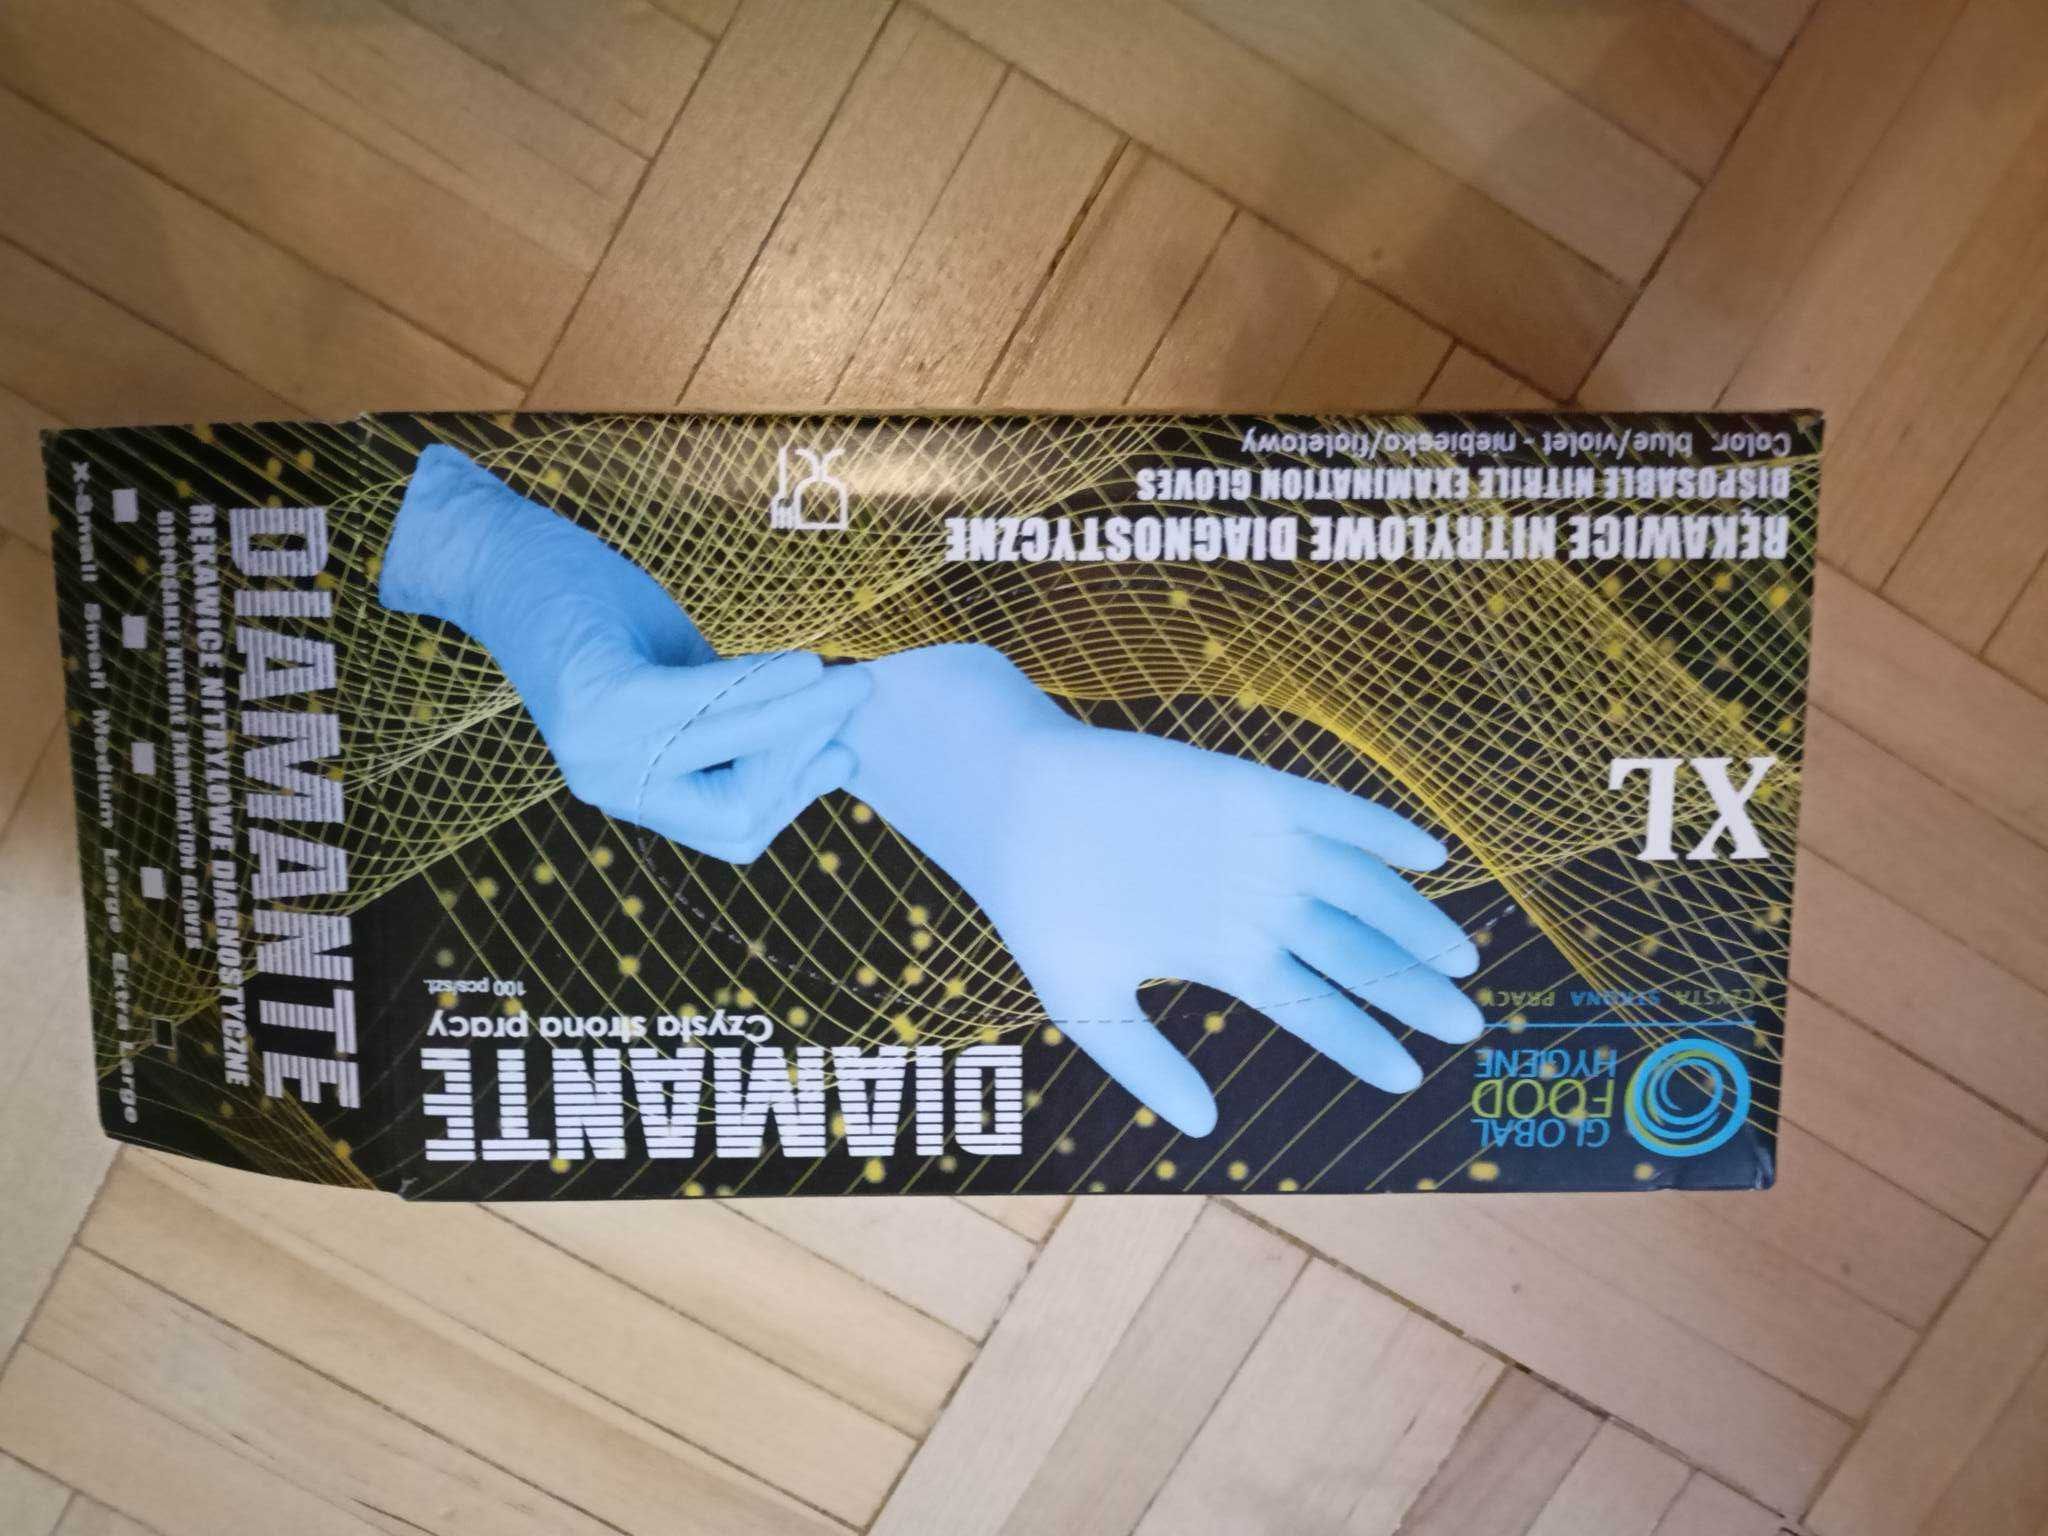 DIAMANTE
Czysta strona pracy
100 pcs/szt.
GLOBAL
FOOD
HYGIENE
CZYSTA STRONA PRACY
XL
RĘKAWICE NITRYLOWE DIAGNOSTYCZNE
DISPOSABLE NITRILE EXAMINATION GLOVES
Color: blue/violet - niebiesko/fioletowy
DIAMANTE
RĘKAWICE NITRYLOWE DIAGNOSTYCZNE
DISPOSABLE NITRILE EXAMINATION GLOVES
X-Small Small Medium Large Extra Large